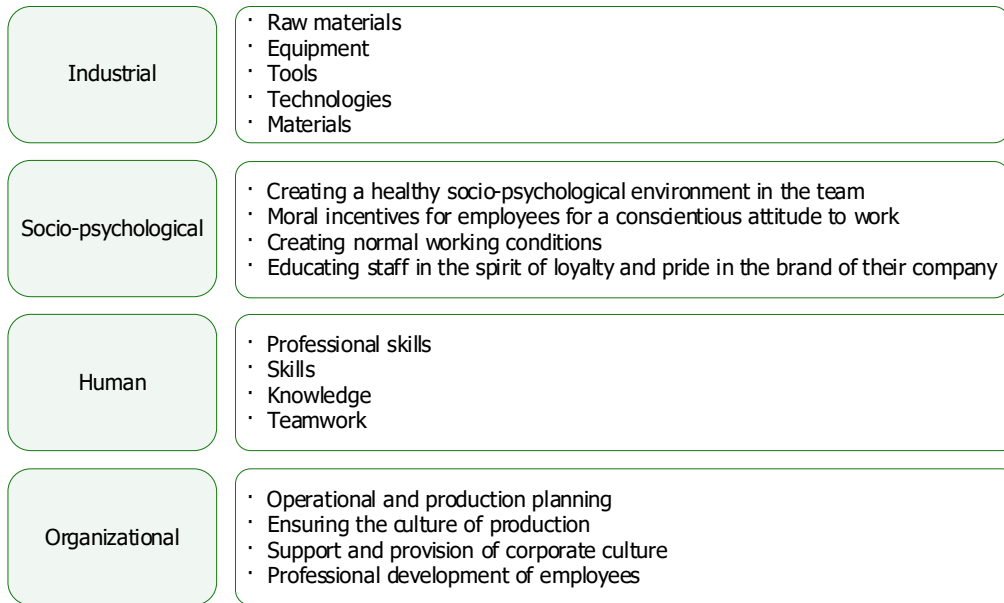 Industrial
· Raw materials
· Equipment
· Tools
· Technologies
· Materials
Socio-psychological
· Creating a healthy socio-psychological environment in the team
· Moral incentives for employees for a conscientious attitude to work
· Creating normal working conditions
· Educating staff in the spirit of loyalty and pride in the brand of their company
Human
· Professional skills
· Skills
· Knowledge
· Teamwork
Organizational
· Operational and production planning
· Ensuring the culture of production
· Support and provision of corporate culture
· Professional development of employees